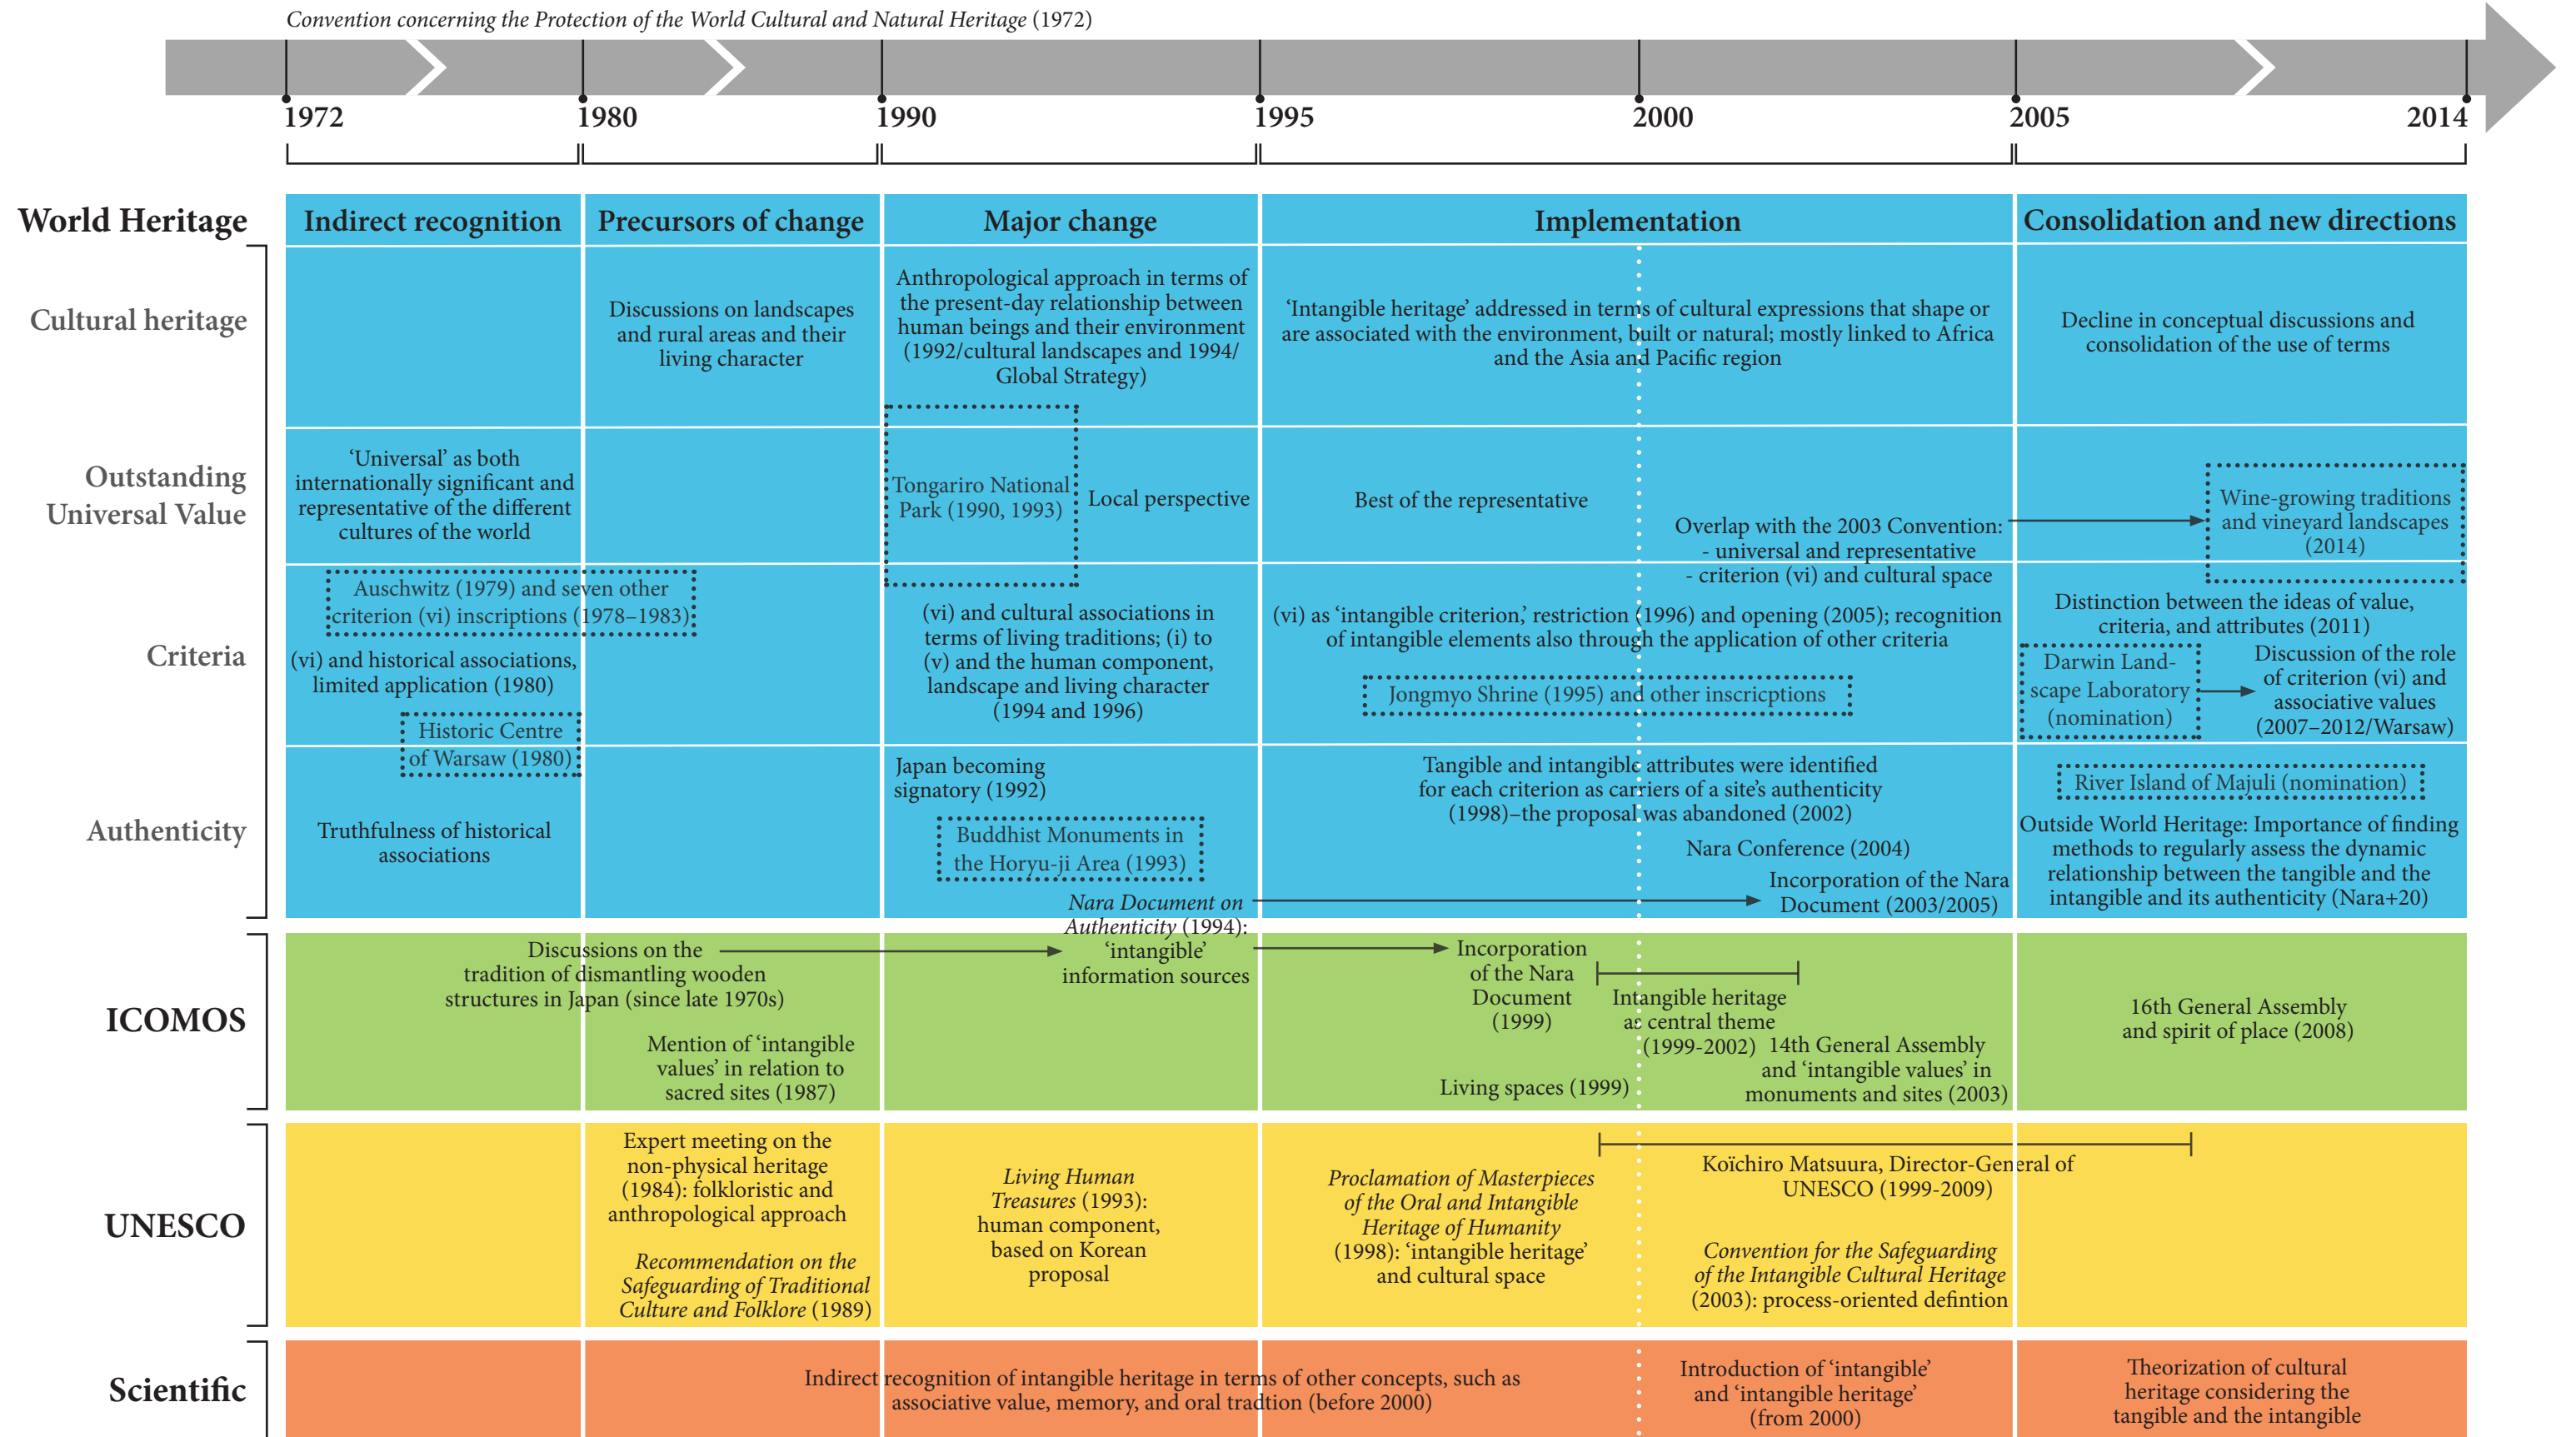 Convention concerning the Protection of the World Cultural and Natural Heritage (1972)
1972
1980
1990
1995
2000
2005
2014
World Heritage
Indirect recognition
Precursors of change
Major change
Implementation
Consolidation and new directions
Cultural heritage
Discussions on landscapes
and rural areas and their
living character
Anthropological approach in terms of
the present-day relationship between
human beings and their environment
(1992/cultural landscapes and 1994/
Global Strategy)
‘Intangible heritage’ addressed in terms of cultural expressions that shape or
are associated with the environment, built or natural; mostly linked to Africa
and the Asia and Pacific region
Decline in conceptual discussions and
consolidation of the use of terms
Outstanding
Universal Value
‘Universal’ as both
internationally significant and
representative of the different
cultures of the world
Tongariro National
Park (1990, 1993)
Local perspective
Best of the representative
Overlap with the 2003 Convention:
- universal and representative
- criterion (vi) and cultural space
Wine-growing traditions
and vineyard landscapes
(2014)
Criteria
Auschwitz (1979) and seven other
criterion (vi) inscriptions (1978–1983)
(vi) and historical associations,
limited application (1980)
Historic Centre
of Warsaw (1980)
(vi) and cultural associations in
terms of living traditions; (i) to
(v) and the human component,
landscape and living character
(1994 and 1996)
(vi) as ‘intangible criterion,’ restriction (1996) and opening (2005); recognition
of intangible elements also through the application of other criteria
Jongmyo Shrine (1995) and other inscricptions
Distinction between the ideas of value,
criteria, and attributes (2011)
Darwin Land-
scape Laboratory
(nomination)
Discussion of the role
of criterion (vi) and
associative values
(2007–2012/Warsaw)
Authenticity
Truthfulness of historical
associations
Japan becoming
signatory (1992)
Buddhist Monuments in
the Horyu-ji Area (1993)
Nara Document on
Authenticity (1994):
‘intangible’
information sources
Tangible and intangible attributes were identified
for each criterion as carriers of a site’s authenticity
(1998)–the proposal was abandoned (2002)
Nara Conference (2004)
Incorporation of the Nara
Document (2003/2005)
River Island of Majuli (nomination)
Outside World Heritage: Importance of finding
methods to regularly assess the dynamic
relationship between the tangible and the
intangible and its authenticity (Nara+20)
ICOMOS
Discussions on the
tradition of dismantling wooden
structures in Japan (since late 1970s)
Mention of ‘intangible
values’ in relation to
sacred sites (1987)
Incorporation
of the Nara
Document
(1999)
Living spaces (1999)
Intangible heritage
as central theme
(1999-2002)
14th General Assembly
and ‘intangible values’ in
monuments and sites (2003)
16th General Assembly
and spirit of place (2008)
UNESCO
Expert meeting on the
non-physical heritage
(1984): folkloristic and
anthropological approach
Recommendation on the
Safeguarding of Traditional
Culture and Folklore (1989)
Living Human
Treasures (1993):
human component,
based on Korean
proposal
Proclamation of Masterpieces
of the Oral and Intangible
Heritage of Humanity
(1998): ‘intangible heritage’
and cultural space
Koïchiro Matsuura, Director-General of
UNESCO (1999-2009)
Convention for the Safeguarding
of the Intangible Cultural Heritage
(2003): process-oriented defintion
Scientific
Indirect recognition of intangible heritage in terms of other concepts, such as
associative value, memory, and oral tradtion (before 2000)
Introduction of ‘intangible’
and ‘intangible heritage’
(from 2000)
Theorization of cultural
heritage considering the
tangible and the intangible